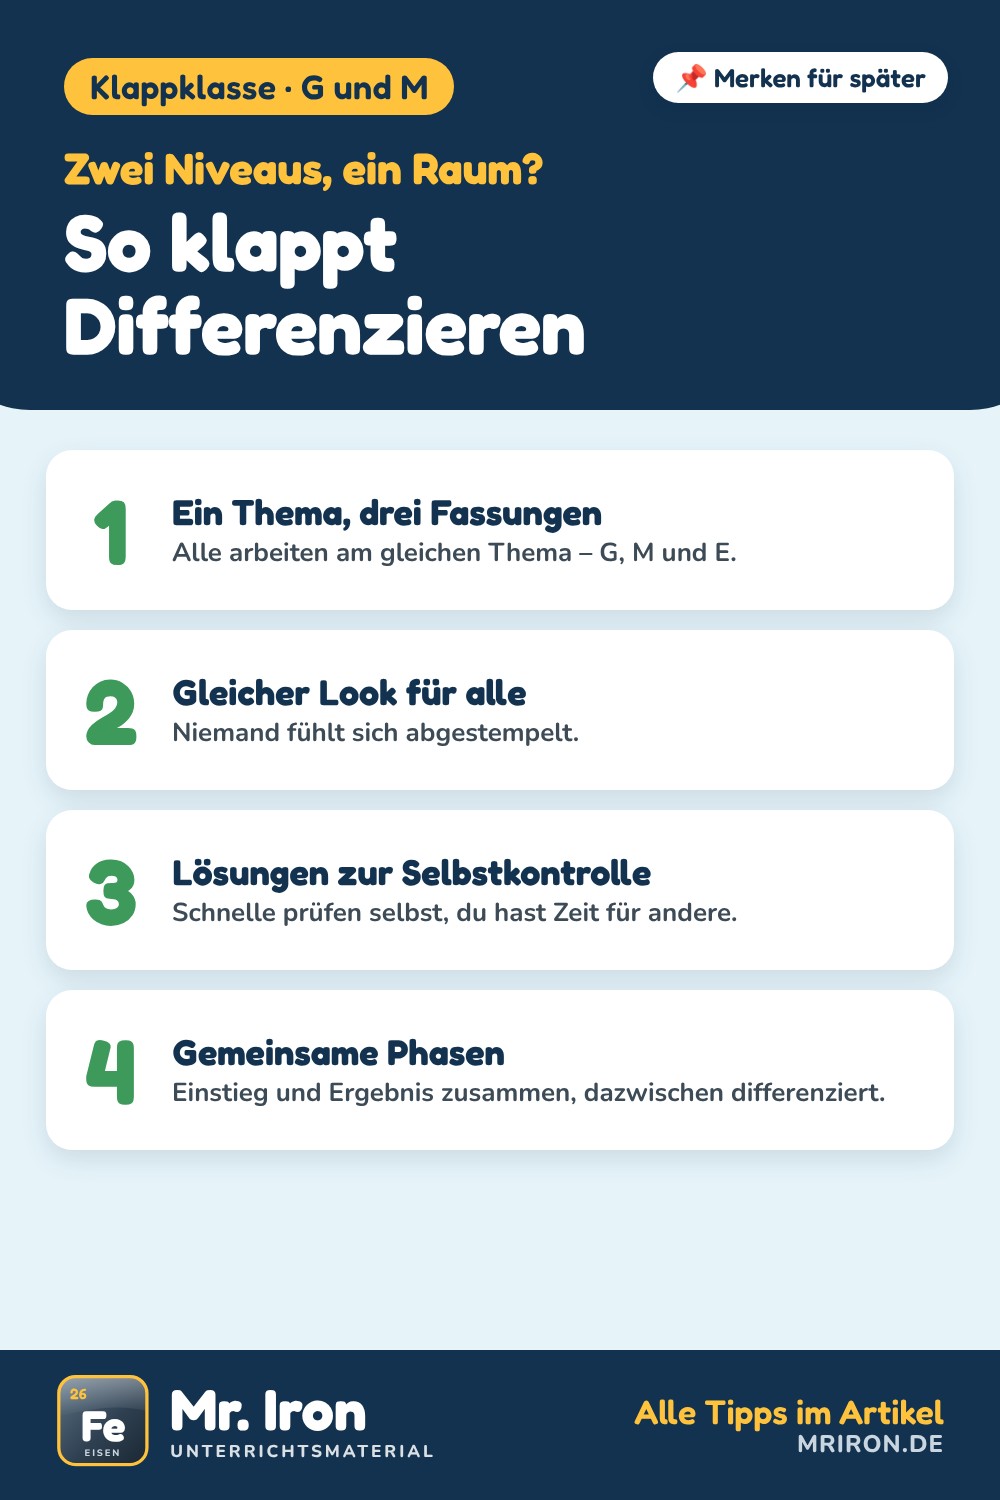 Klappklasse · G und M
📌 Merken für später
Zwei Niveaus, ein Raum?
So klappt
Differenzieren
1
Ein Thema, drei Fassungen
Alle arbeiten am gleichen Thema – G, M und E.
2
Gleicher Look für alle
Niemand fühlt sich abgestempelt.
3
Lösungen zur Selbstkontrolle
Schnelle prüfen selbst, du hast Zeit für andere.
4
Gemeinsame Phasen
Einstieg und Ergebnis zusammen, dazwischen differenziert.
26
Fe
EISEN
Mr. Iron
UNTERRICHTSMATERIAL
Alle Tipps im Artikel
MRIRON.DE